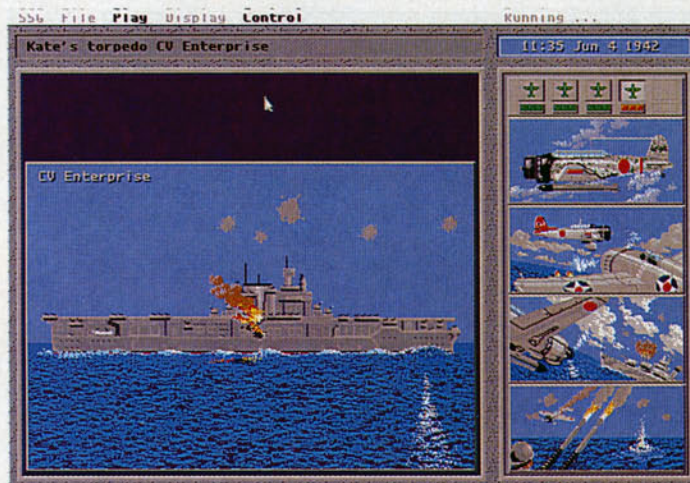 SSG File Play Display Control
Running ...
Kate's torpedo CV Enterprise
11:35 Jun 4 1942
CV Enterprise